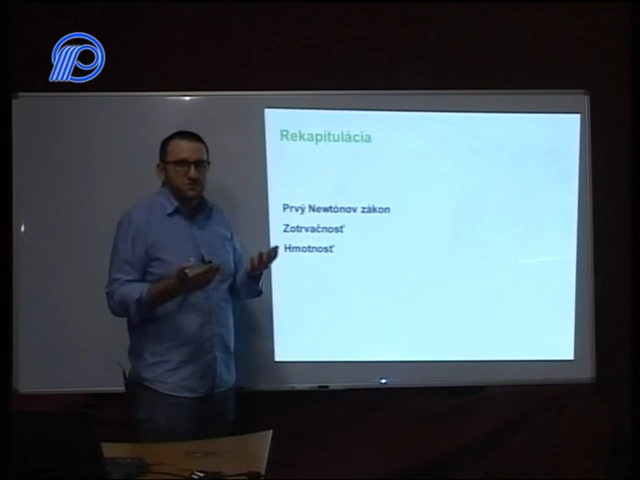 Rekapitulácia
Prvý Newtónov zákon
Zotrvačnosť
Hmotnosť